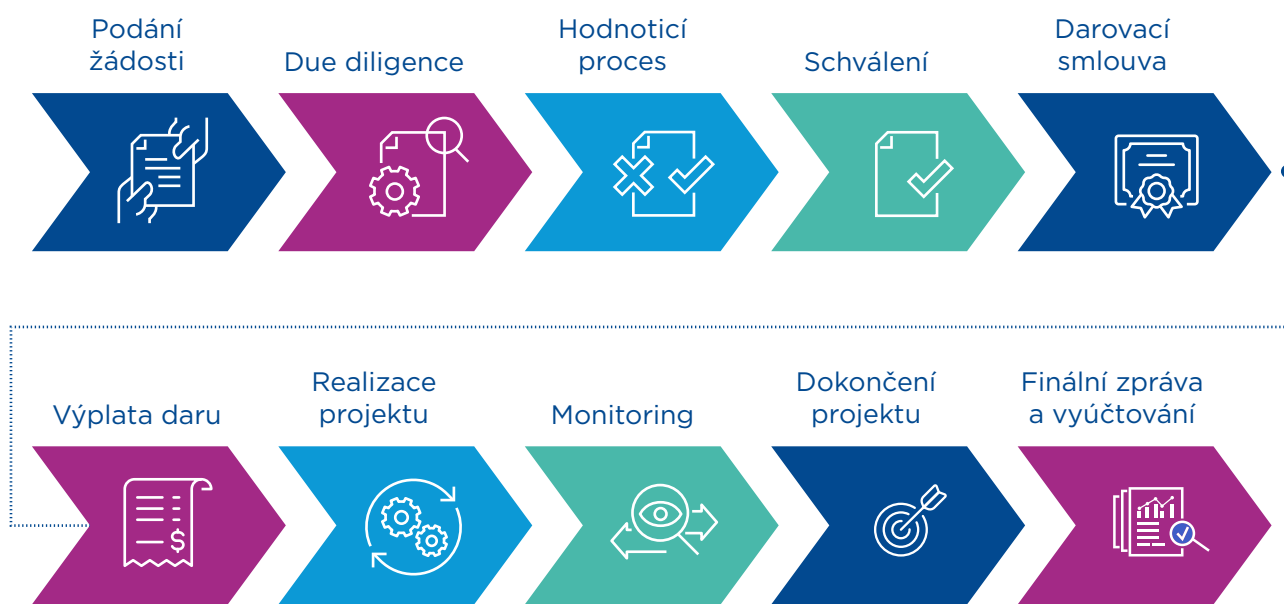 Podání
žádosti
Due diligence
Hodnoticí
proces
Schválení
Darovací
smlouva
Výplata daru
$
Realizace
projektu
Monitoring
Dokončení
projektu
Finální zpráva
a vyúčtování